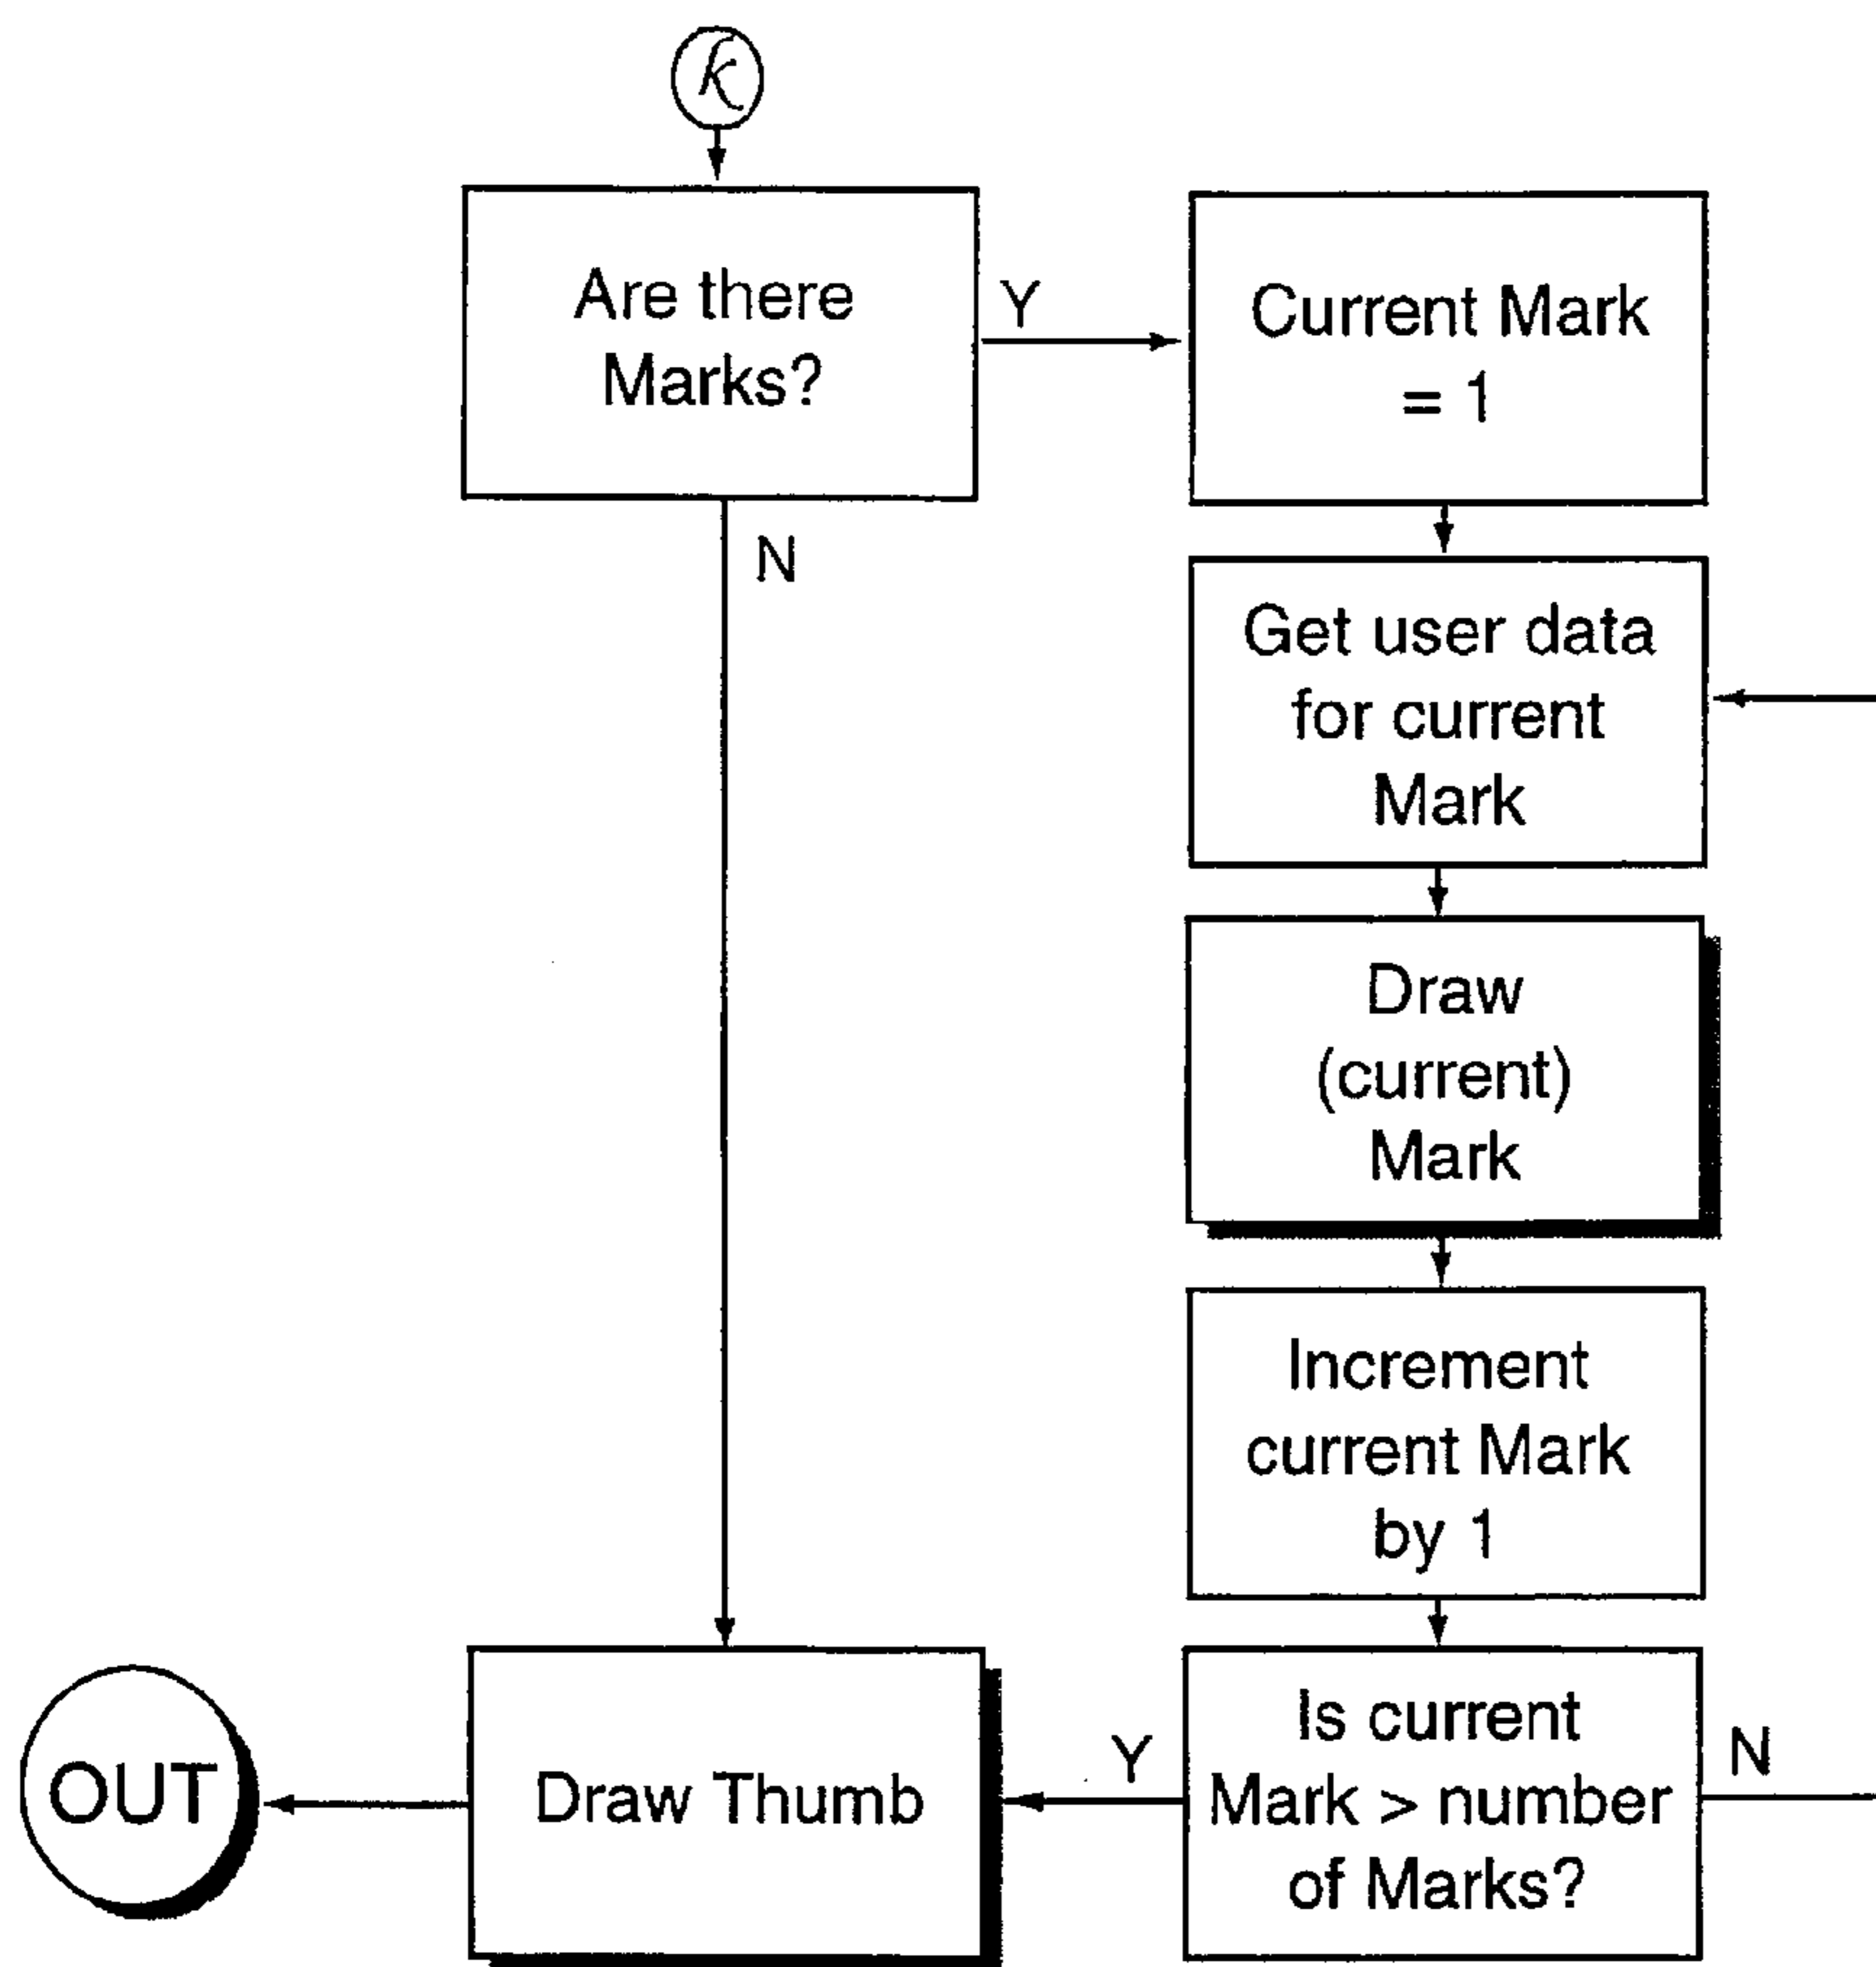 K
Are there
Marks?
Y
Current Mark
= 1
N
Get user data
for current
Mark
Draw
(current)
Mark
Increment
current Mark
by 1
Is current
Mark > number
of Marks?
N
Y
Draw Thumb
OUT